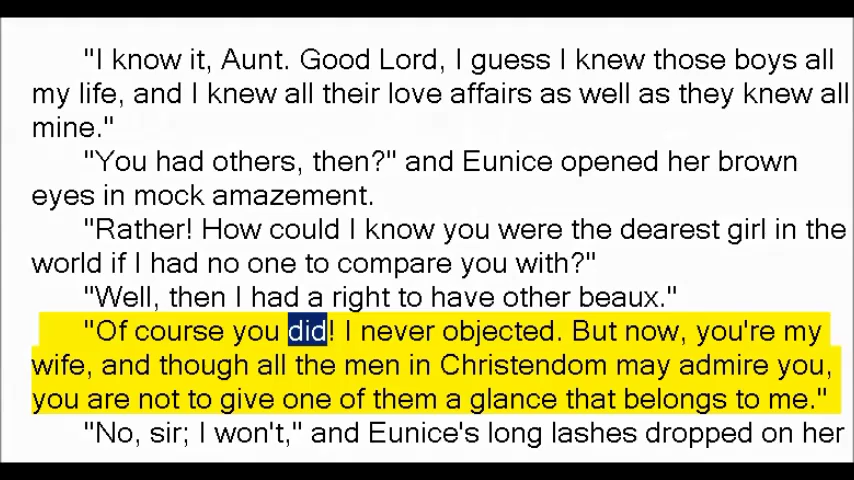 "I know it, Aunt. Good Lord, I guess I knew those boys all
my life, and I knew all their love affairs as well as they knew all
mine."
"You had others, then?" and Eunice opened her brown
eyes in mock amazement.
"Rather! How could I know you were the dearest girl in the
world if I had no one to compare you with?"
"Well, then I had a right to have other beaux."
"Of course you did! I never objected. But now, you're my
wife, and though all the men in Christendom may admire you,
you are not to give one of them a glance that belongs to me."
"No, sir; I won't," and Eunice's long lashes dropped on her